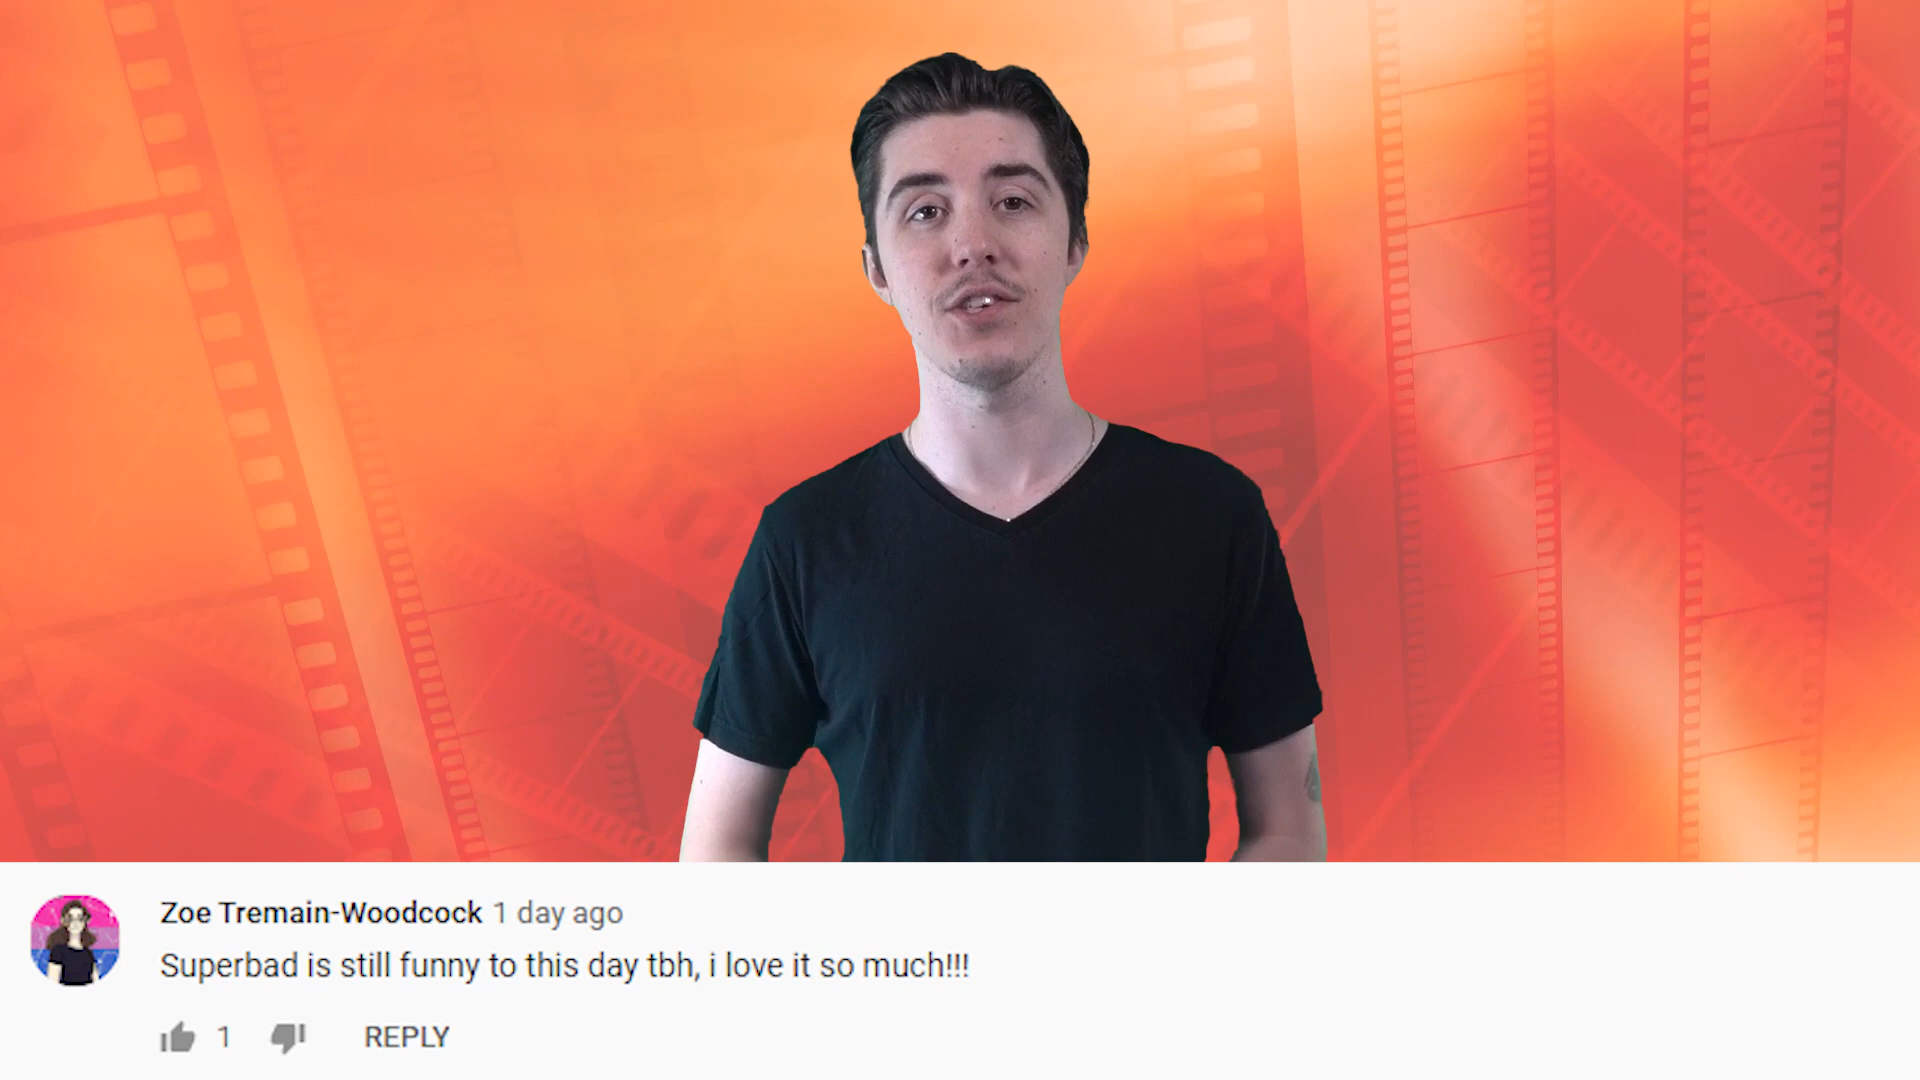 Zoe Tremain-Woodcock 1 day ago
Superbad is still funny to this day tbh, i love it so much!!!
1 REPLY